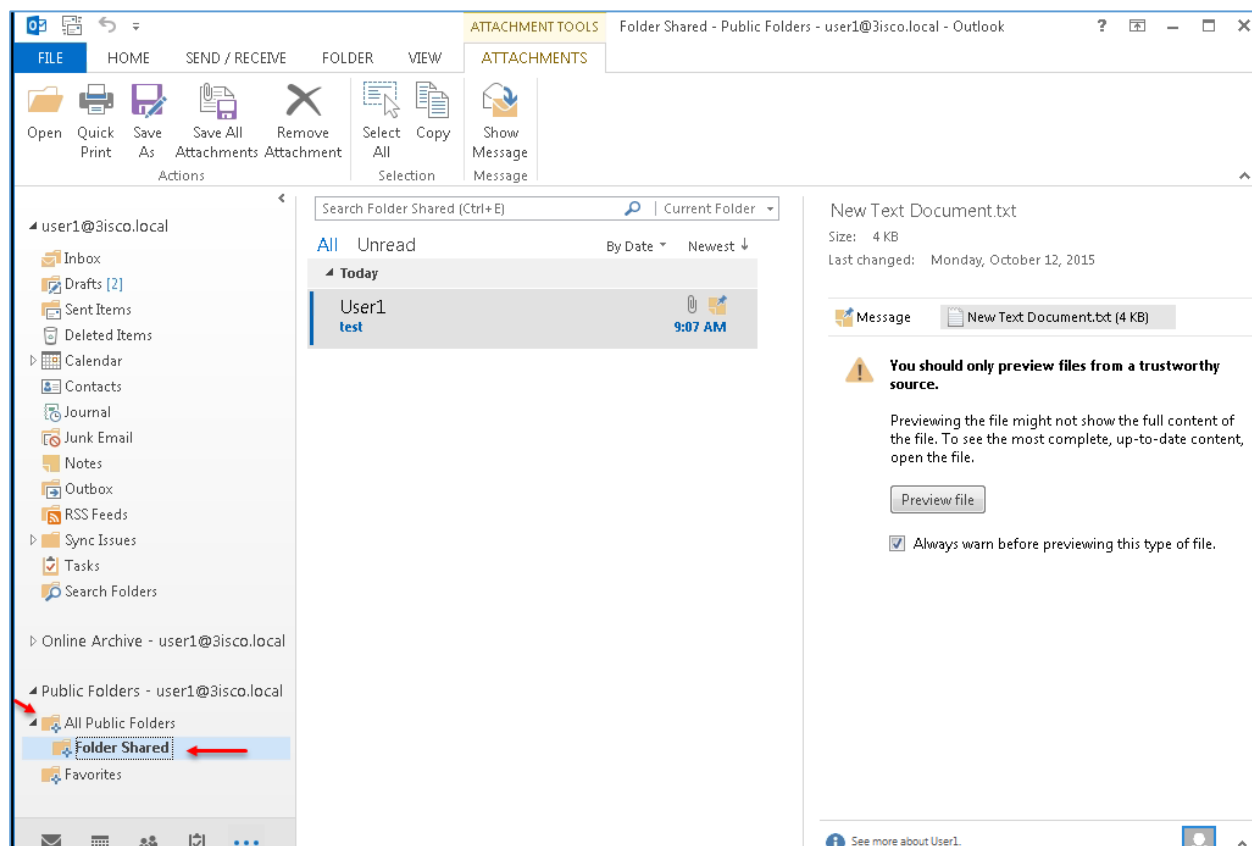 ATTACHMENT TOOLS Folder Shared - Public Folders - user1@3isco.local - Outlook
FILE HOME SEND / RECEIVE FOLDER VIEW ATTACHMENTS
Open Quick Print Save As Save All Attachments Remove Attachment Select All Copy Show Message
Actions Selection Message
user1@3isco.local
Inbox
Drafts [2]
Sent Items
Deleted Items
Calendar
Contacts
Journal
Junk Email
Notes
Outbox
RSS Feeds
Sync Issues
Tasks
Search Folders
Online Archive - user1@3isco.local
Public Folders - user1@3isco.local
All Public Folders
Folder Shared
Favorites
Search Folder Shared (Ctrl+E) Current Folder
All Unread By Date Newest
Today
User1
test 9:07 AM
New Text Document.txt
Size: 4 KB
Last changed: Monday, October 12, 2015
Message New Text Document.txt (4 KB)
You should only preview files from a trustworthy
source.
Previewing the file might not show the full content of
the file. To see the most complete, up-to-date content,
open the file.
Preview file
Always warn before previewing this type of file.
See more about User1.